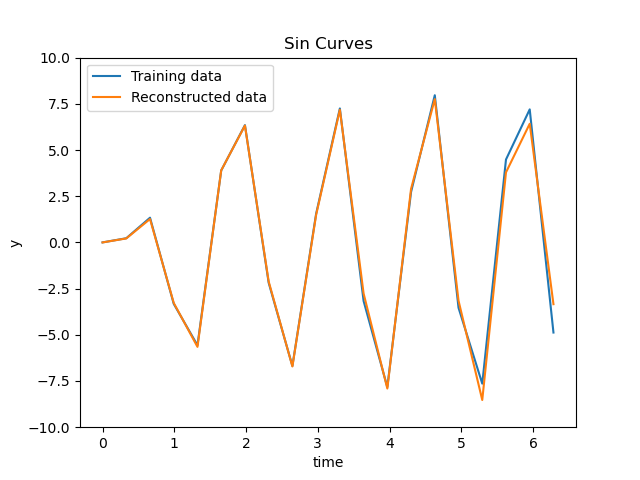 Sin Curves
Training data
Reconstructed data
10.0
7.5
5.0
2.5
0.0
−2.5
−5.0
−7.5
−10.0
y
0 1 2 3 4 5 6
time